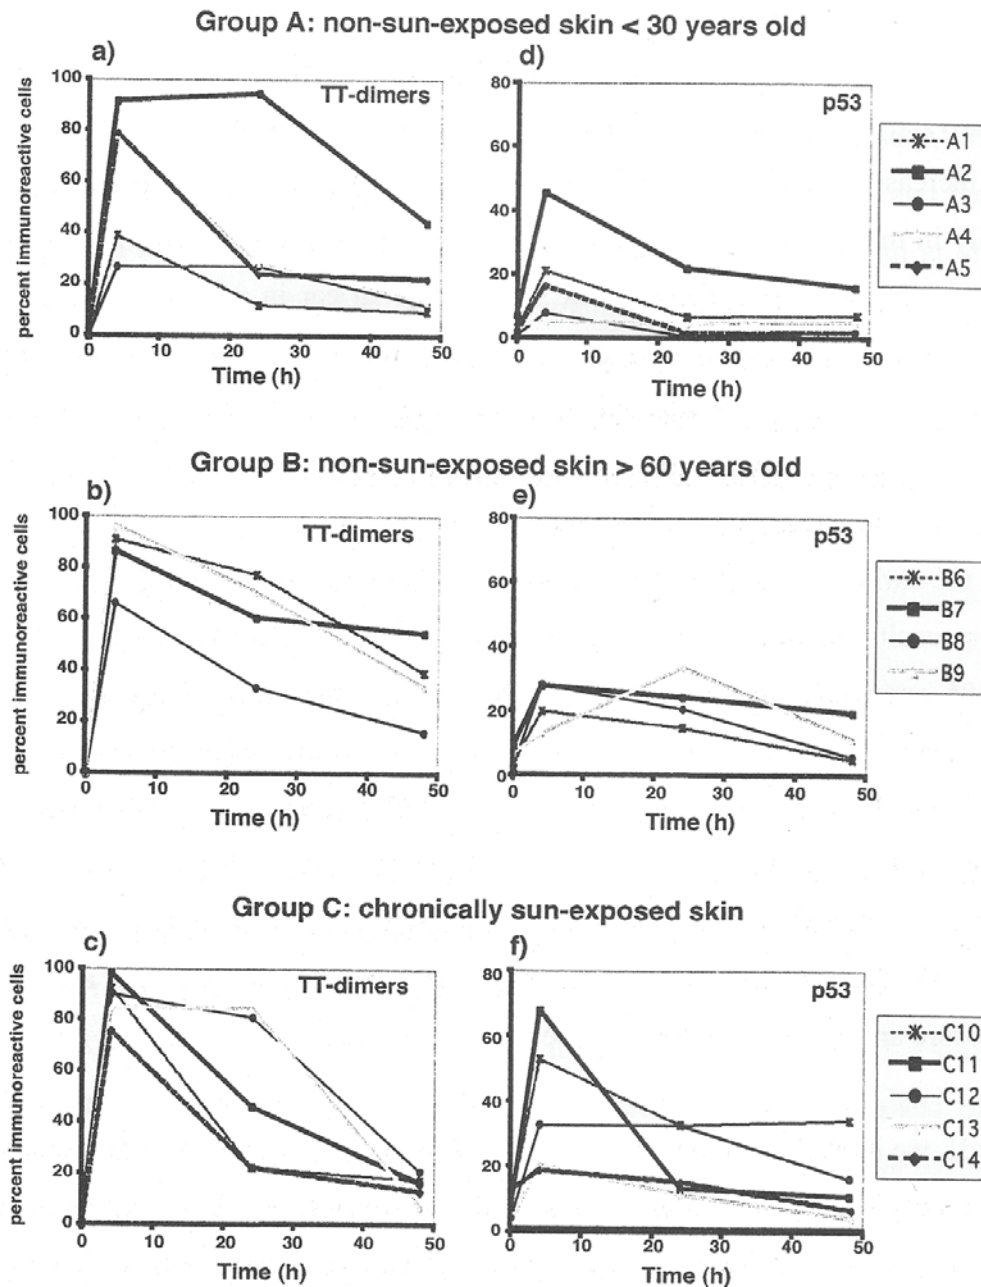 Group A: non-sun-exposed skin < 30 years old
a)
d)
percent immunoreactive cells
100
80
60
40
20
0
TT-dimers
0 10 20 30 40 50
Time (h)
80
60
40
20
0
p53
0 10 20 30 40 50
Time (h)
A1
A2
A3
A4
A5
Group B: non-sun-exposed skin > 60 years old
b)
e)
percent immunoreactive cells
100
80
60
40
20
0
TT-dimers
0 10 20 30 40 50
Time (h)
80
60
40
20
0
p53
0 10 20 30 40 50
Time (h)
B6
B7
B8
B9
Group C: chronically sun-exposed skin
c)
f)
percent immunoreactive cells
100
80
60
40
20
0
TT-dimers
0 10 20 30 40 50
Time (h)
80
60
40
20
0
p53
0 10 20 30 40 50
Time (h)
C10
C11
C12
C13
C14